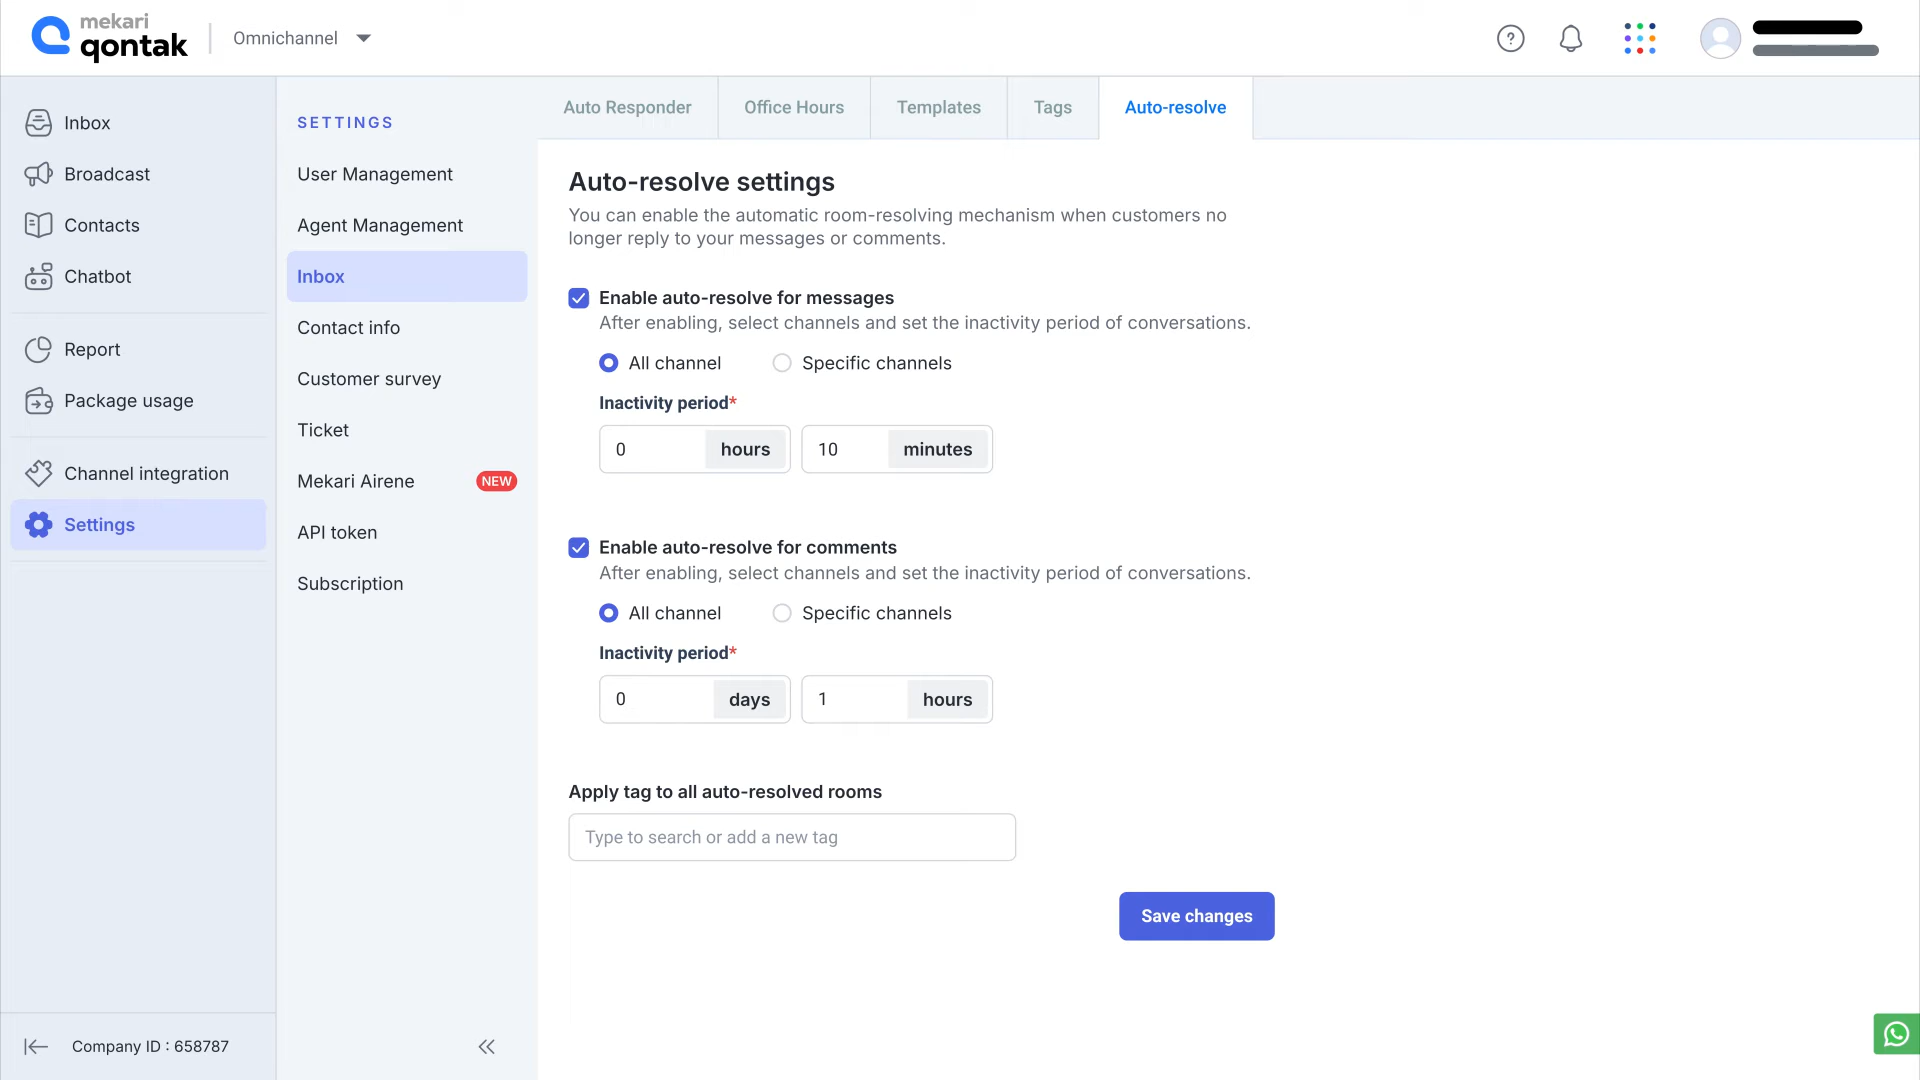 mekari
qontak
Omnichannel
?
Inbox
Broadcast
Contacts
Chatbot
Report
Package usage
Channel integration
Settings
Company ID : 658787
SETTINGS
User Management
Agent Management
Inbox
Contact info
Customer survey
Ticket
Mekari Airene NEW
API token
Subscription
Auto Responder
Office Hours
Templates
Tags
Auto-resolve
Auto-resolve settings
You can enable the automatic room-resolving mechanism when customers no
longer reply to your messages or comments.
Enable auto-resolve for messages
After enabling, select channels and set the inactivity period of conversations.
All channel Specific channels
Inactivity period*
0 hours 10 minutes
Enable auto-resolve for comments
After enabling, select channels and set the inactivity period of conversations.
All channel Specific channels
Inactivity period*
0 days 1 hours
Apply tag to all auto-resolved rooms
Type to search or add a new tag
Save changes